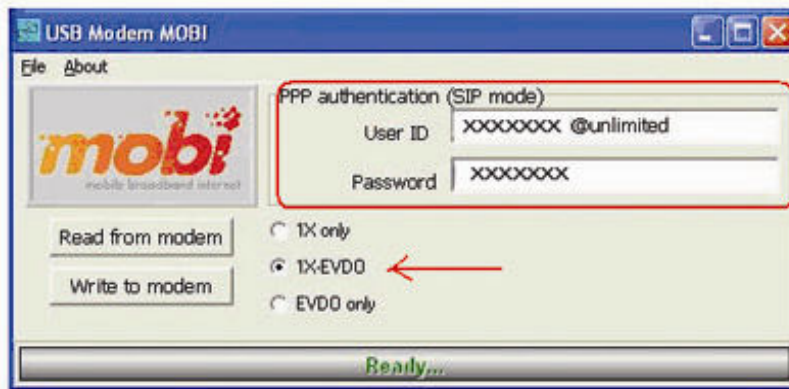 USB Modem MOBI
File About
PPP authentication (SIP mode)
User ID XXXXXXX @unlimited
Password XXXXXXX
mobi
mobile broadband internet
Read from modem
Write to modem
1X only
1X-EVDO
EVDO only
Ready...